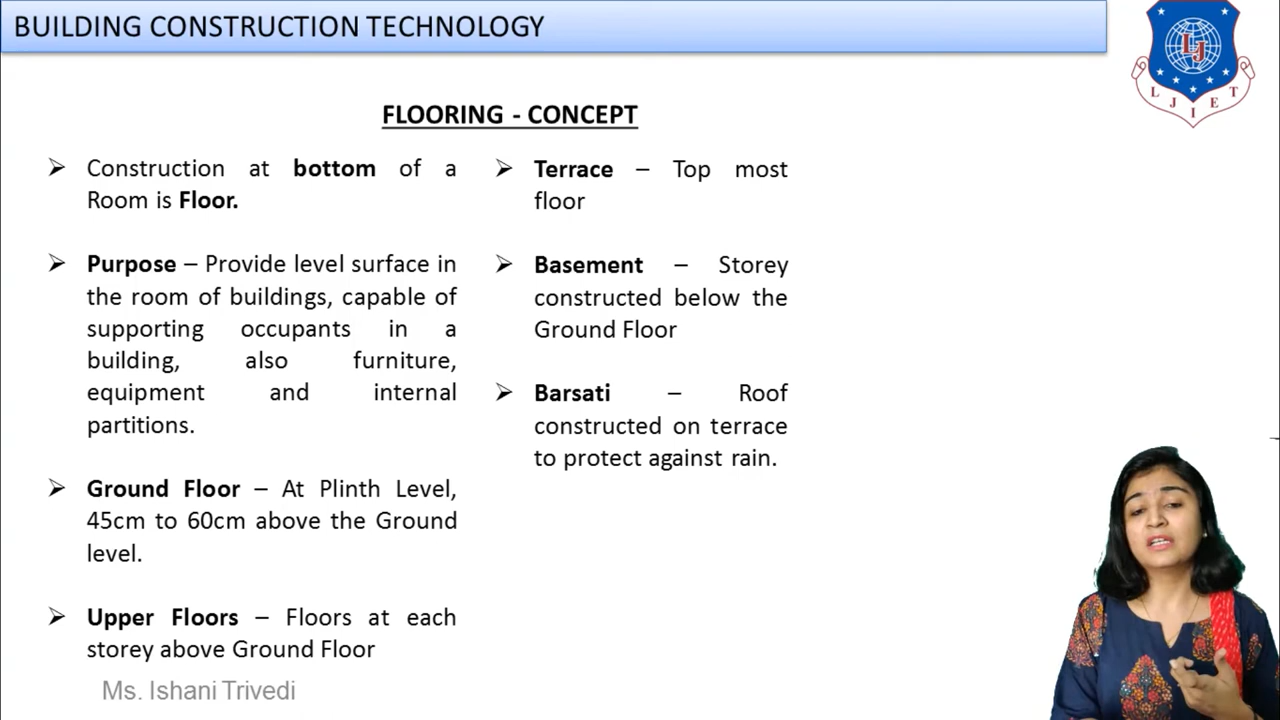 BUILDING CONSTRUCTION TECHNOLOGY
LJ
L J I E T
FLOORING - CONCEPT
➢ Construction at bottom of a
Room is Floor.
➢ Purpose – Provide level surface in
the room of buildings, capable of
supporting occupants in a
building, also furniture,
equipment and internal
partitions.
➢ Ground Floor – At Plinth Level,
45cm to 60cm above the Ground
level.
➢ Upper Floors – Floors at each
storey above Ground Floor
➢ Terrace – Top most
floor
➢ Basement – Storey
constructed below the
Ground Floor
➢ Barsati – Roof
constructed on terrace
to protect against rain.
Ms. Ishani Trivedi